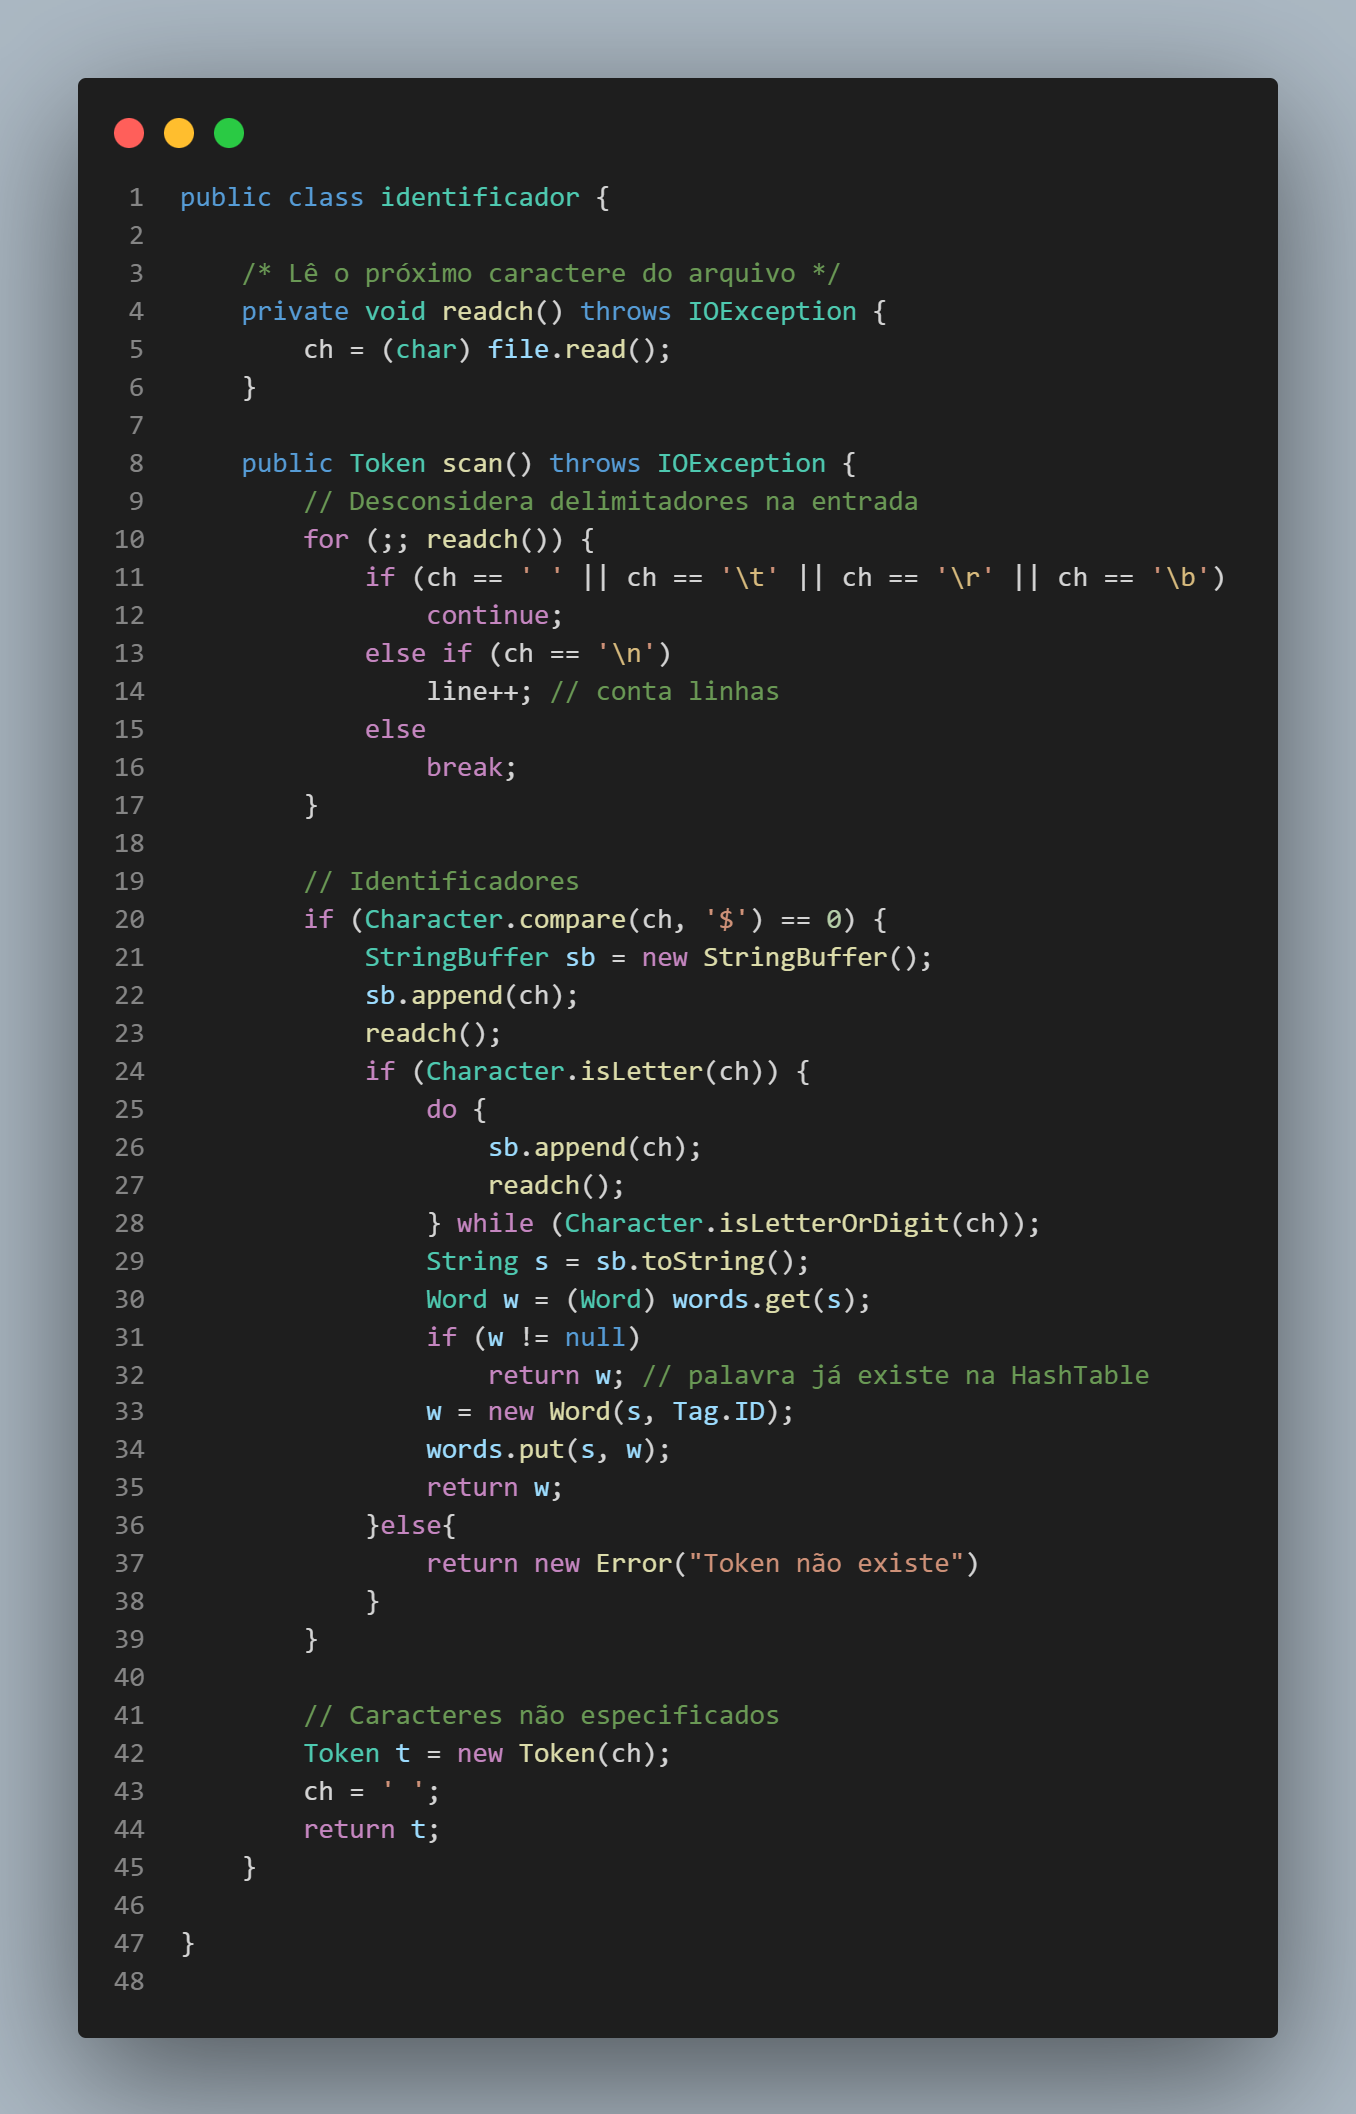 1 public class identificador {
2
3     /* Lê o próximo caractere do arquivo */
4     private void readch() throws IOException {
5         ch = (char) file.read();
6     }
7
8     public Token scan() throws IOException {
9         // Desconsidera delimitadores na entrada
10         for (;; readch()) {
11             if (ch == ' ' || ch == '\t' || ch == '\r' || ch == '\b')
12                 continue;
13             else if (ch == '\n')
14                 line++; // conta linhas
15             else
16                 break;
17         }
18
19         // Identificadores
20         if (Character.compare(ch, '$') == 0) {
21             StringBuffer sb = new StringBuffer();
22             sb.append(ch);
23             readch();
24             if (Character.isLetter(ch)) {
25                 do {
26                     sb.append(ch);
27                     readch();
28                 } while (Character.isLetterOrDigit(ch));
29                 String s = sb.toString();
30                 Word w = (Word) words.get(s);
31                 if (w != null)
32                     return w; // palavra já existe na HashTable
33                 w = new Word(s, Tag.ID);
34                 words.put(s, w);
35                 return w;
36             }else{
37                 return new Error("Token não existe")
38             }
39         }
40
41         // Caracteres não especificados
42         Token t = new Token(ch);
43         ch = ' ';
44         return t;
45     }
46
47 }
48